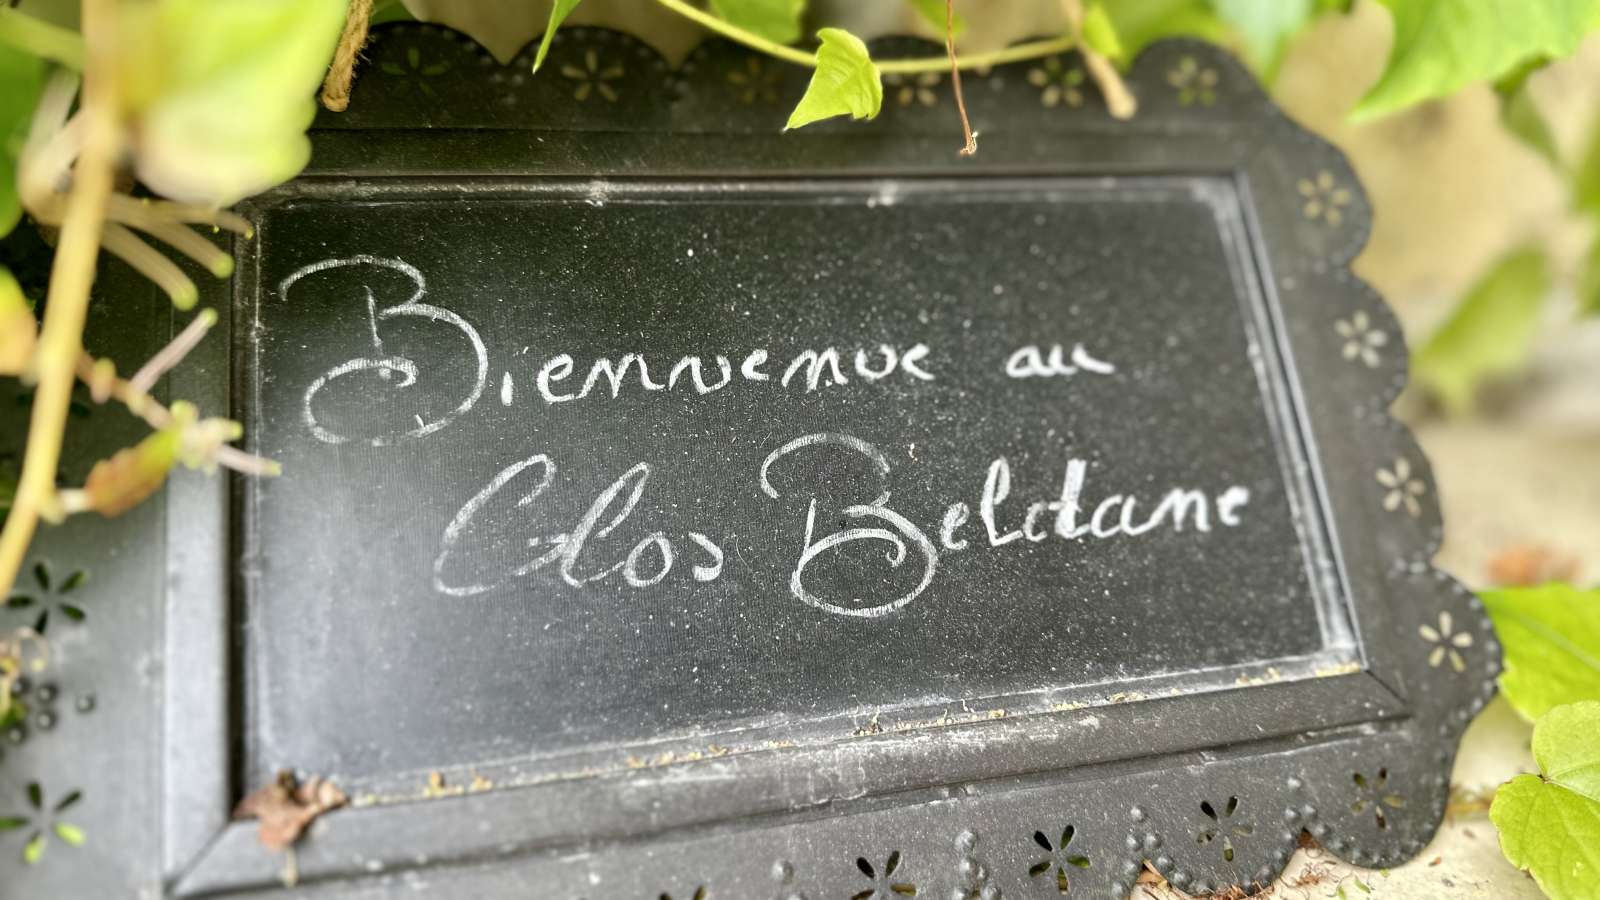 Bienvenue au
Clos Beldane